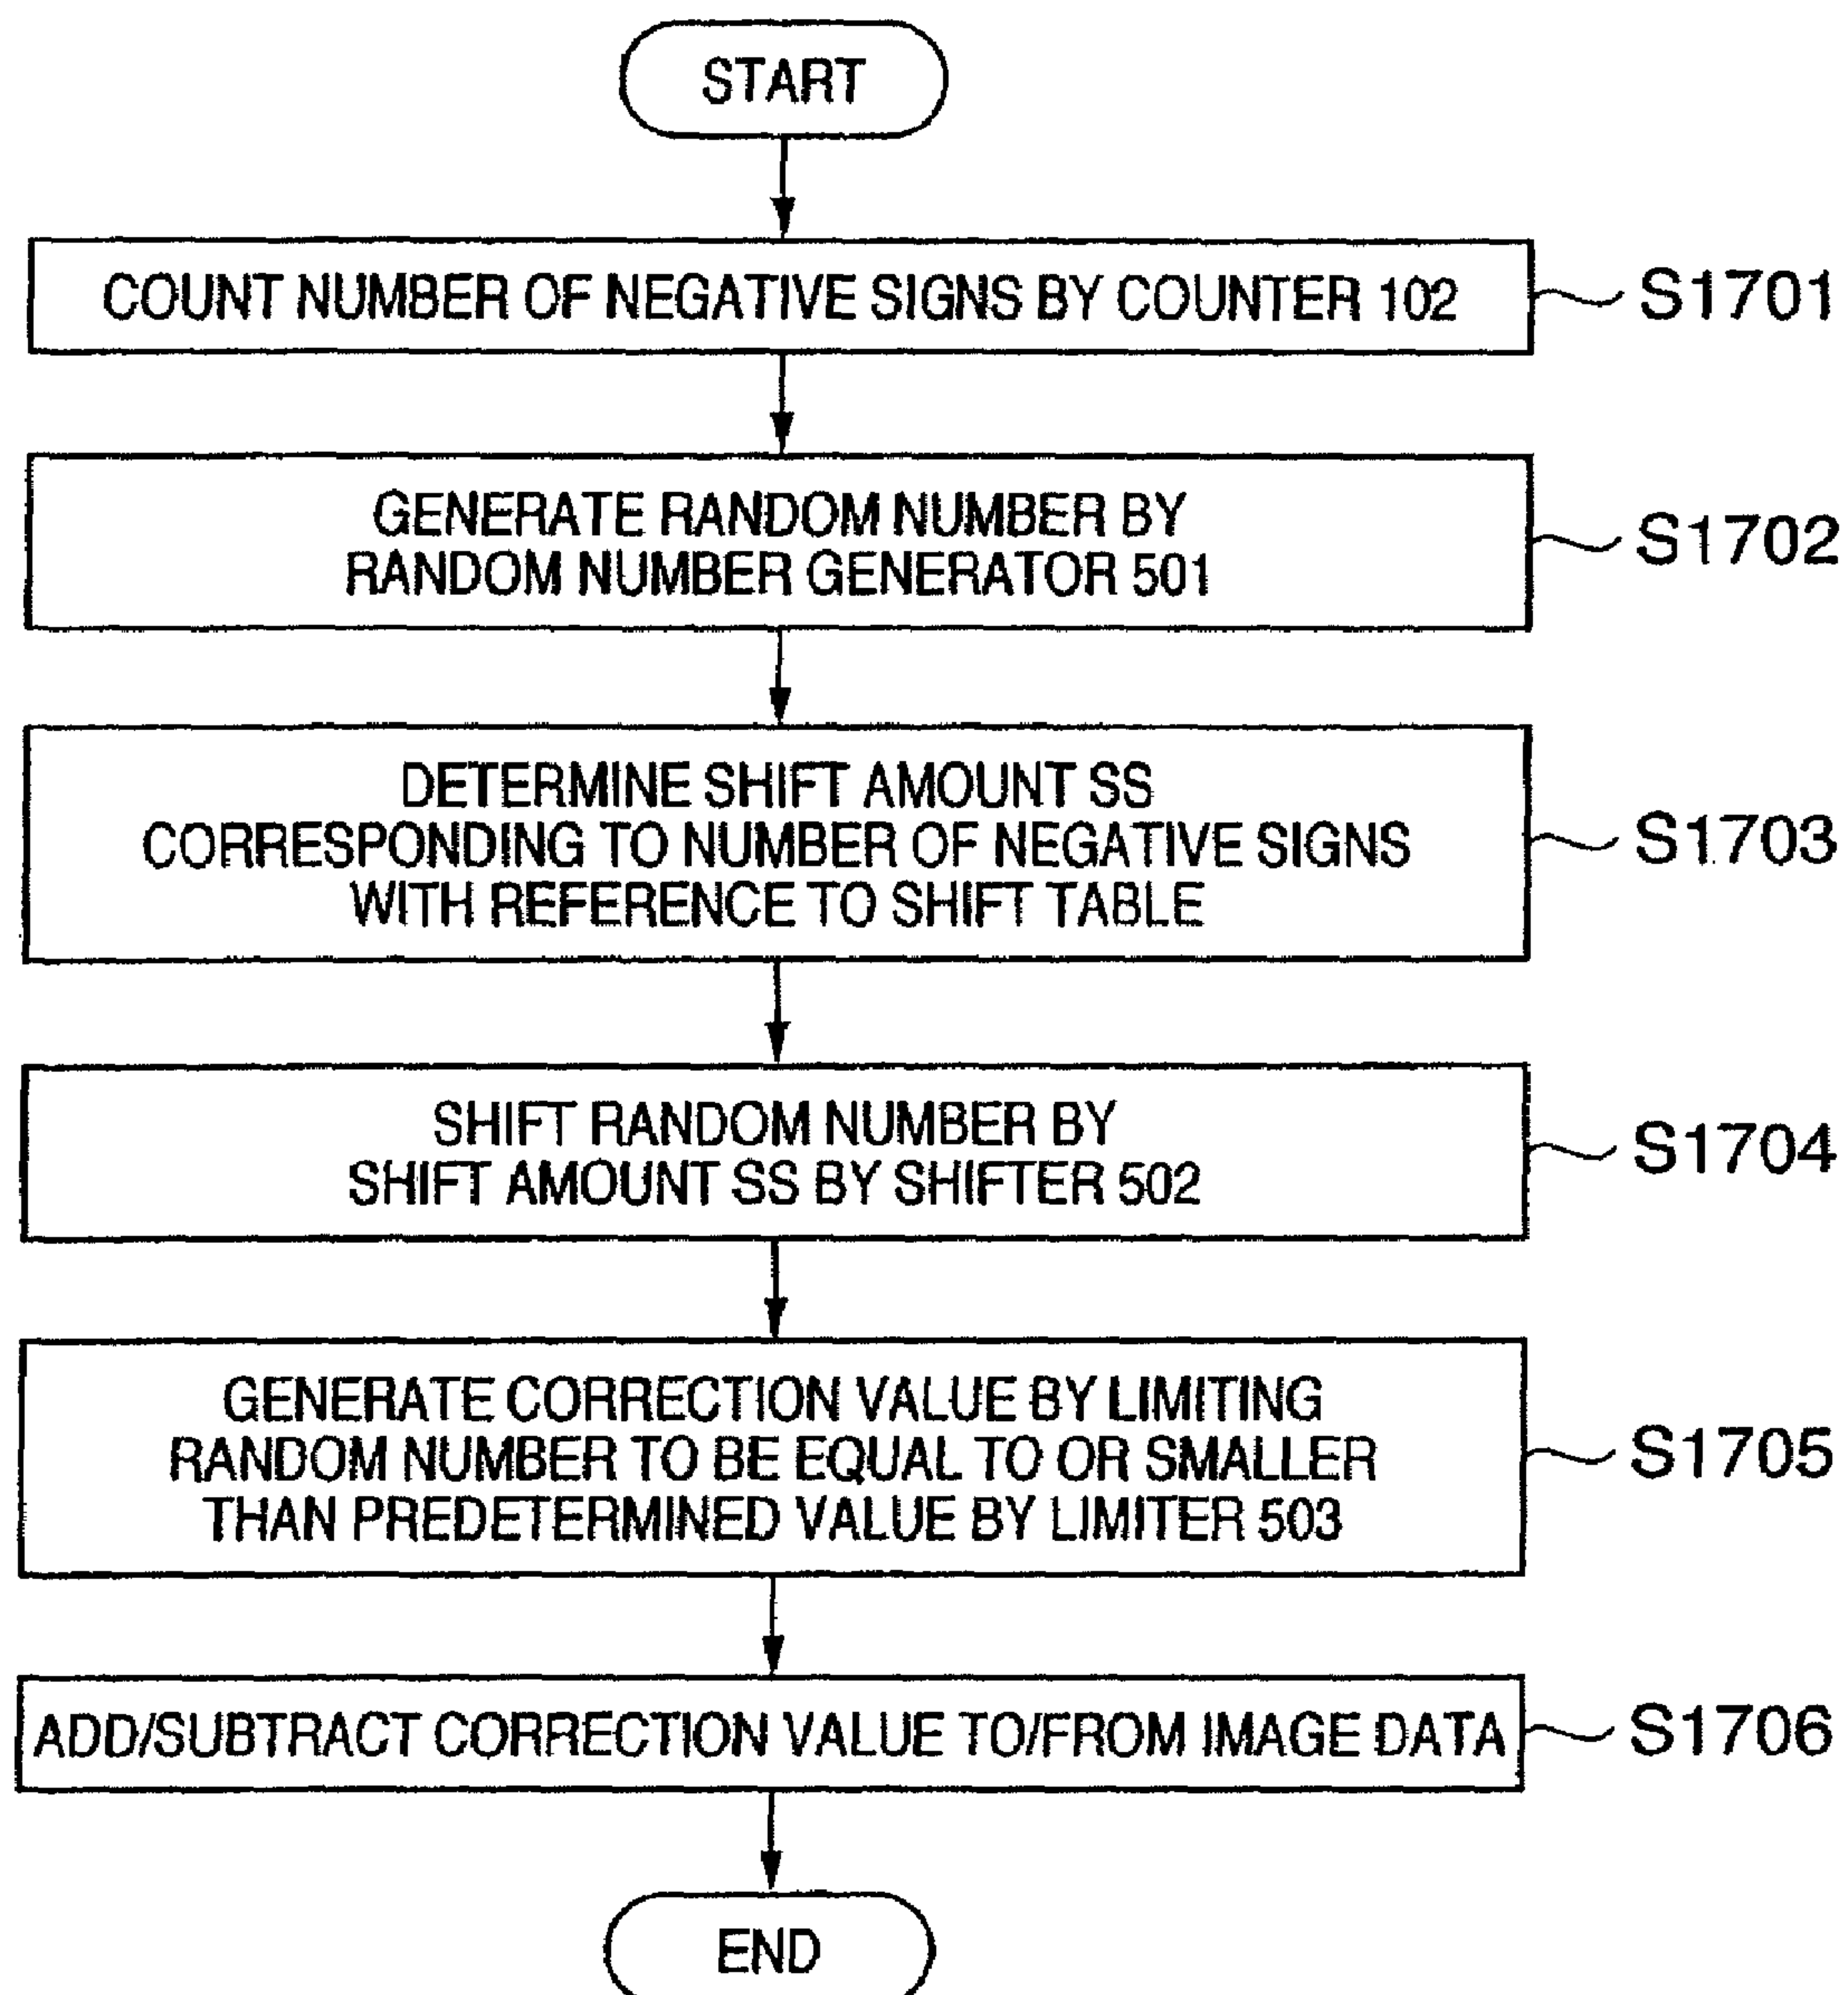 START
COUNT NUMBER OF NEGATIVE SIGNS BY COUNTER 102
S1701
GENERATE RANDOM NUMBER BY
RANDOM NUMBER GENERATOR 501
S1702
DETERMINE SHIFT AMOUNT SS
CORRESPONDING TO NUMBER OF NEGATIVE SIGNS
WITH REFERENCE TO SHIFT TABLE
S1703
SHIFT RANDOM NUMBER BY
SHIFT AMOUNT SS BY SHIFTER 502
S1704
GENERATE CORRECTION VALUE BY LIMITING
RANDOM NUMBER TO BE EQUAL TO OR SMALLER
THAN PREDETERMINED VALUE BY LIMITER 503
S1705
ADD/SUBTRACT CORRECTION VALUE TO/FROM IMAGE DATA
S1706
END